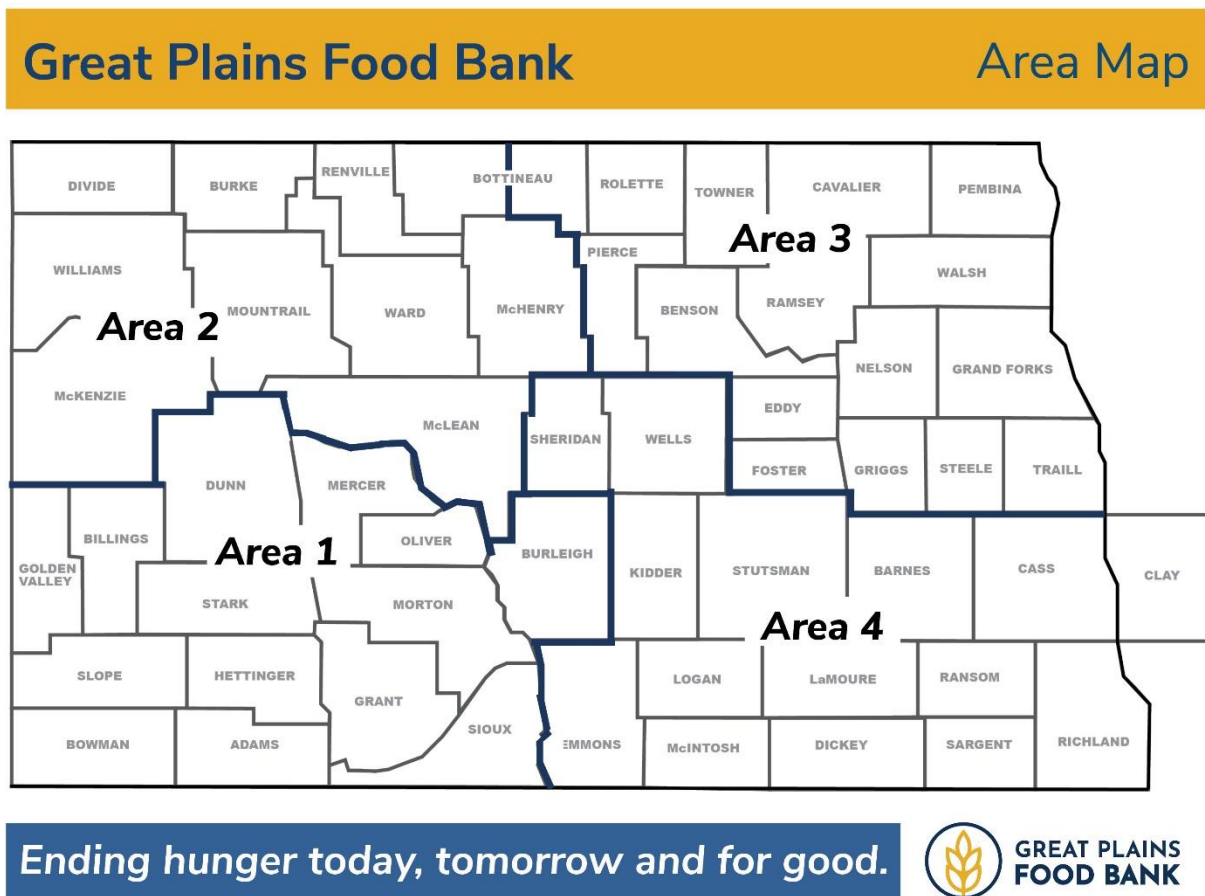 Great Plains Food Bank
Area Map
DIVIDE
BURKE
RENVILLE
BOTTINEAU
ROLETTE
TOWNER
CAVALIER
PEMBINA
WILLIAMS
MOUNTRAIL
WARD
McHENRY
PIERCE
BENSON
Area 3
RAMSEY
WALSH
Area 2
McKENZIE
McLEAN
SHERIDAN
WELLS
EDDY
FOSTER
NELSON
GRAND FORKS
GRIGGS
STEELE
TRAILL
DUNN
MERCER
OLIVER
BILLINGS
GOLDEN
VALLEY
Area 1
STARK
MORTON
BURLEIGH
KIDDER
STUTSMAN
BARNES
CASS
CLAY
Area 4
SLOPE
HETTINGER
GRANT
SIOUX
BOWMAN
ADAMS
EMMONS
LOGAN
LaMOURE
RANSOM
McINTOSH
DICKEY
SARGENT
RICHLAND
Ending hunger today, tomorrow and for good.
GREAT PLAINS
FOOD BANK